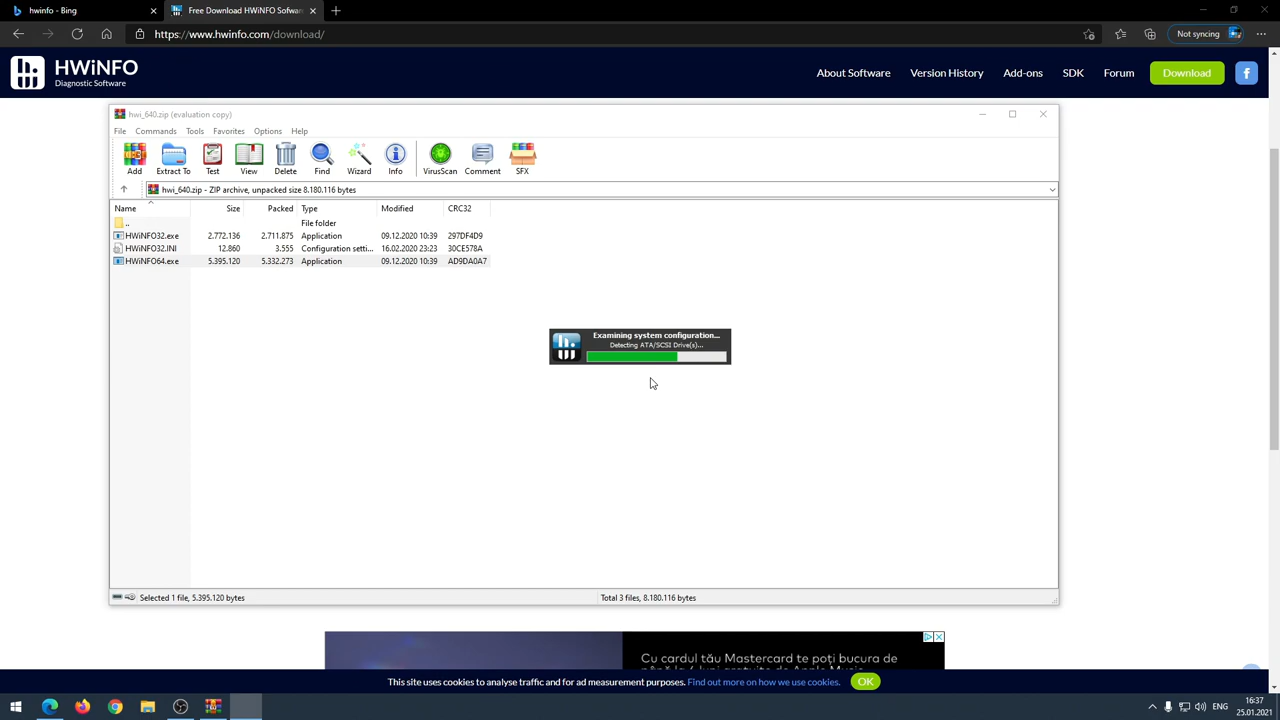 hwinfo - Bing
Free Download HWiNFO Sofware
https://www.hwinfo.com/download/
Not syncing
HWiNFO
Diagnostic Software
About Software
Version History
Add-ons
SDK
Forum
Download
hwi_640.zip (evaluation copy)
File Commands Tools Favorites Options Help
Add Extract To Test View Delete Find Wizard Info VirusScan Comment SFX
hwi_640.zip - ZIP archive, unpacked size 8.180.116 bytes
Name Size Packed Type Modified CRC32
.. File folder
HWiNFO32.exe 2.772.136 2.711.875 Application 09.12.2020 10:39 297DF4D9
HWiNFO32.INI 12.860 3.555 Configuration setti... 16.02.2020 23:23 30CE578A
HWiNFO64.exe 5.395.120 5.332.273 Application 09.12.2020 10:39 AD9DA0A7
Examining system configuration...
Detecting ATA/SCSI Drive(s)...
Selected 1 file, 5.395.120 bytes
Total 3 files, 8.180.116 bytes
Cu cardul tău Mastercard te poți bucura de
This site uses cookies to analyse traffic and for ad measurement purposes. Find out more on how we use cookies. OK
ENG
16:37
25.01.2021